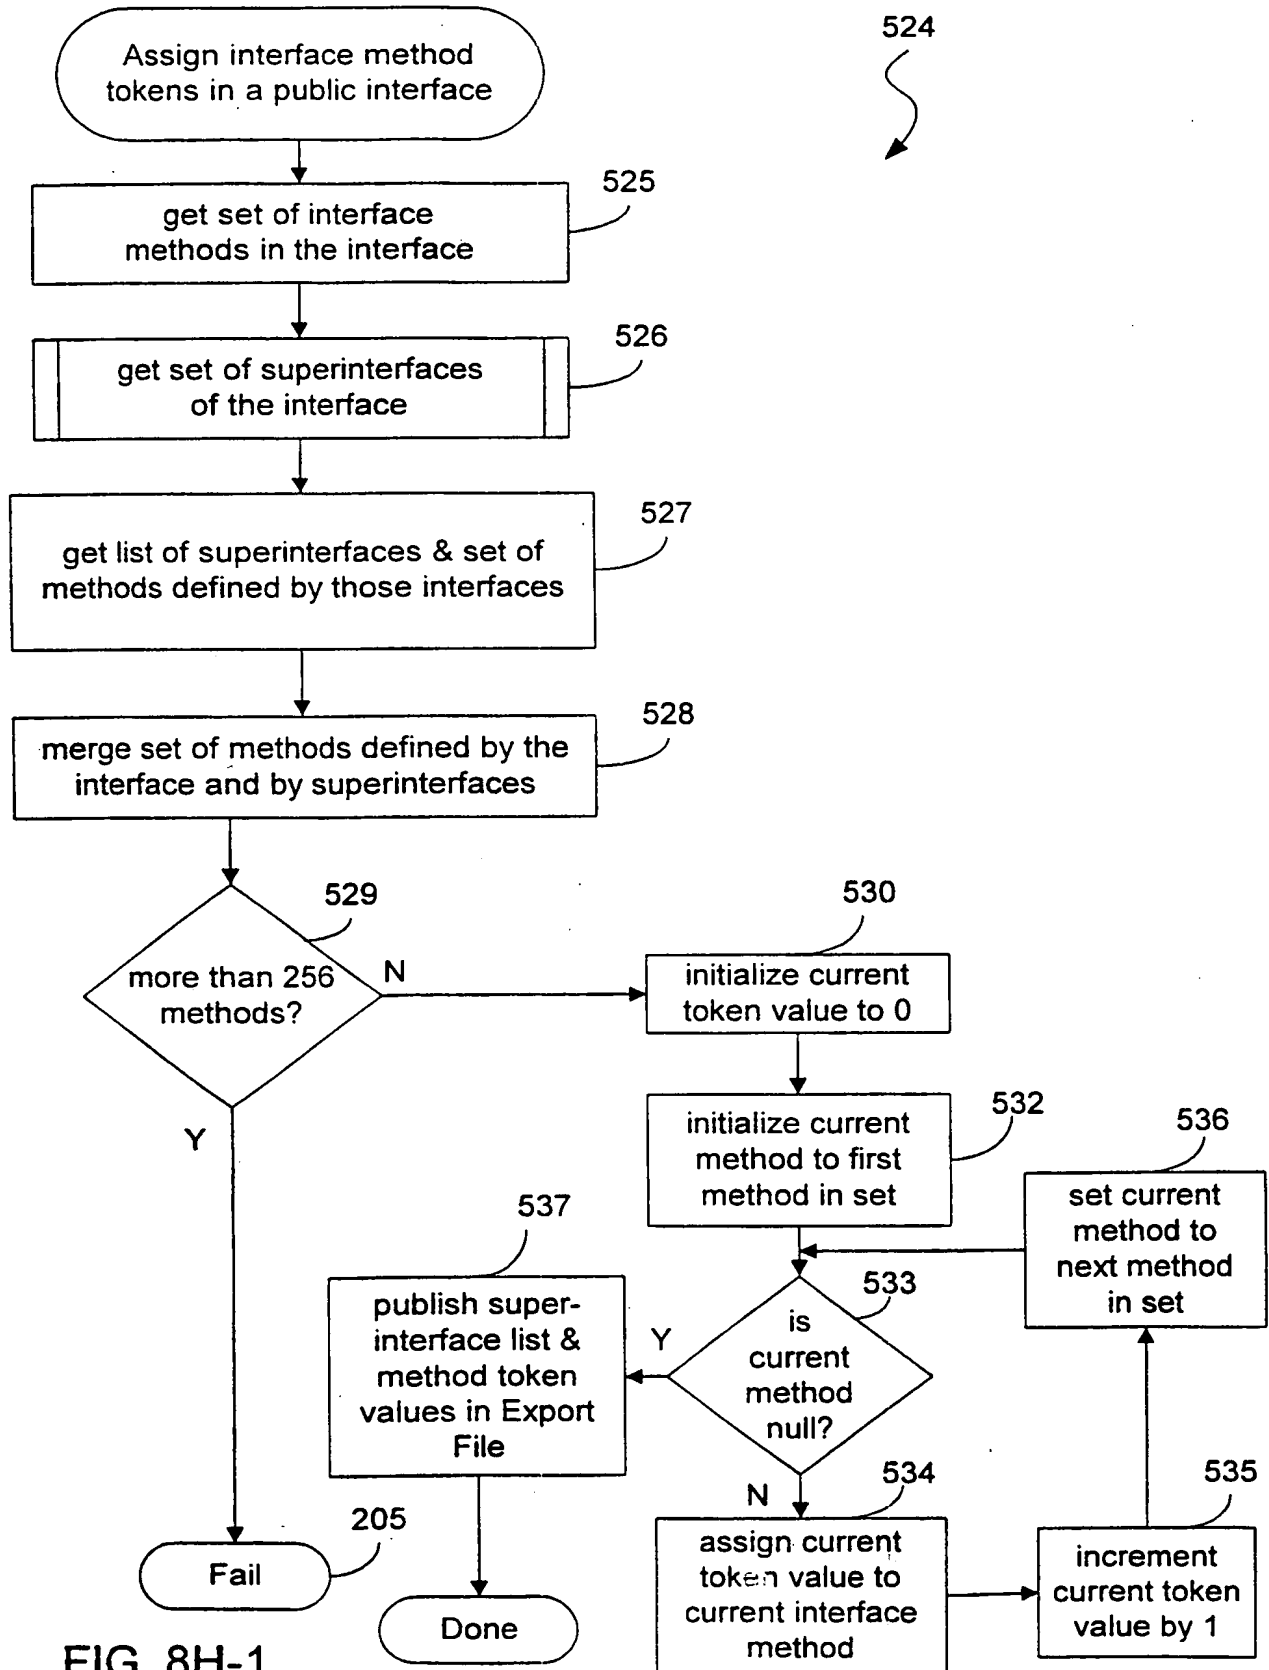 524
Assign interface method
tokens in a public interface
525
get set of interface
methods in the interface
526
get set of superinterfaces
of the interface
527
get list of superinterfaces & set of
methods defined by those interfaces
528
merge set of methods defined by the
interface and by superinterfaces
529
more than 256
methods?
N
Y
530
initialize current
token value to 0
532
initialize current
method to first
method in set
536
set current
method to
next method
in set
533
is
current
method
null?
Y
N
537
publish super-
interface list &
method token
values in Export
File
534
assign current
token value to
current interface
method
535
increment
current token
value by 1
205
Fail
Done
FIG. 8H-1